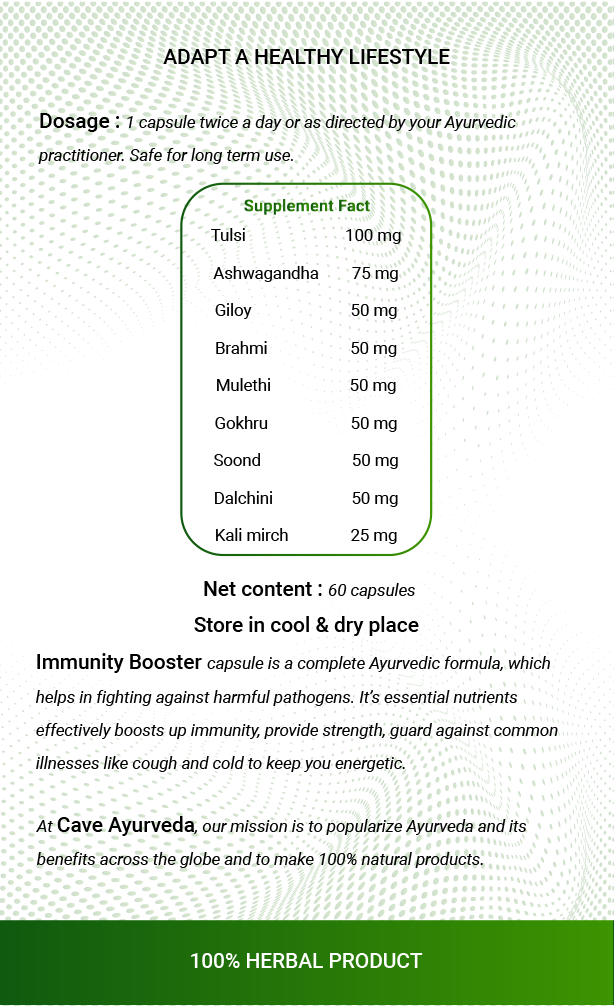 ADAPT A HEALTHY LIFESTYLE
Dosage : 1 capsule twice a day or as directed by your Ayurvedic
practitioner. Safe for long term use.
Supplement Fact
Tulsi 100 mg
Ashwagandha 75 mg
Giloy 50 mg
Brahmi 50 mg
Mulethi 50 mg
Gokhru 50 mg
Soond 50 mg
Dalchini 50 mg
Kali mirch 25 mg
Net content : 60 capsules
Store in cool & dry place
Immunity Booster capsule is a complete Ayurvedic formula, which
helps in fighting against harmful pathogens. It’s essential nutrients
effectively boosts up immunity, provide strength, guard against common
illnesses like cough and cold to keep you energetic.
At Cave Ayurveda, our mission is to popularize Ayurveda and its
benefits across the globe and to make 100% natural products.
100% HERBAL PRODUCT